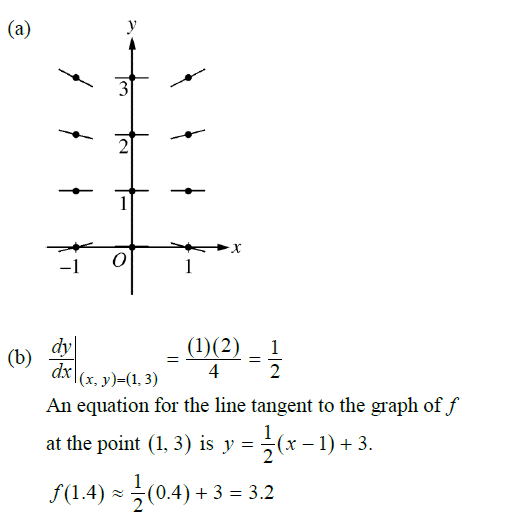 (a)
y
3
2
1
O
x
–1
1
(b) dy/dx|(x, y)=(1, 3) = (1)(2)/4 = 1/2
An equation for the line tangent to the graph of f
at the point (1, 3) is y = 1/2(x – 1) + 3.
f(1.4) ≈ 1/2(0.4) + 3 = 3.2